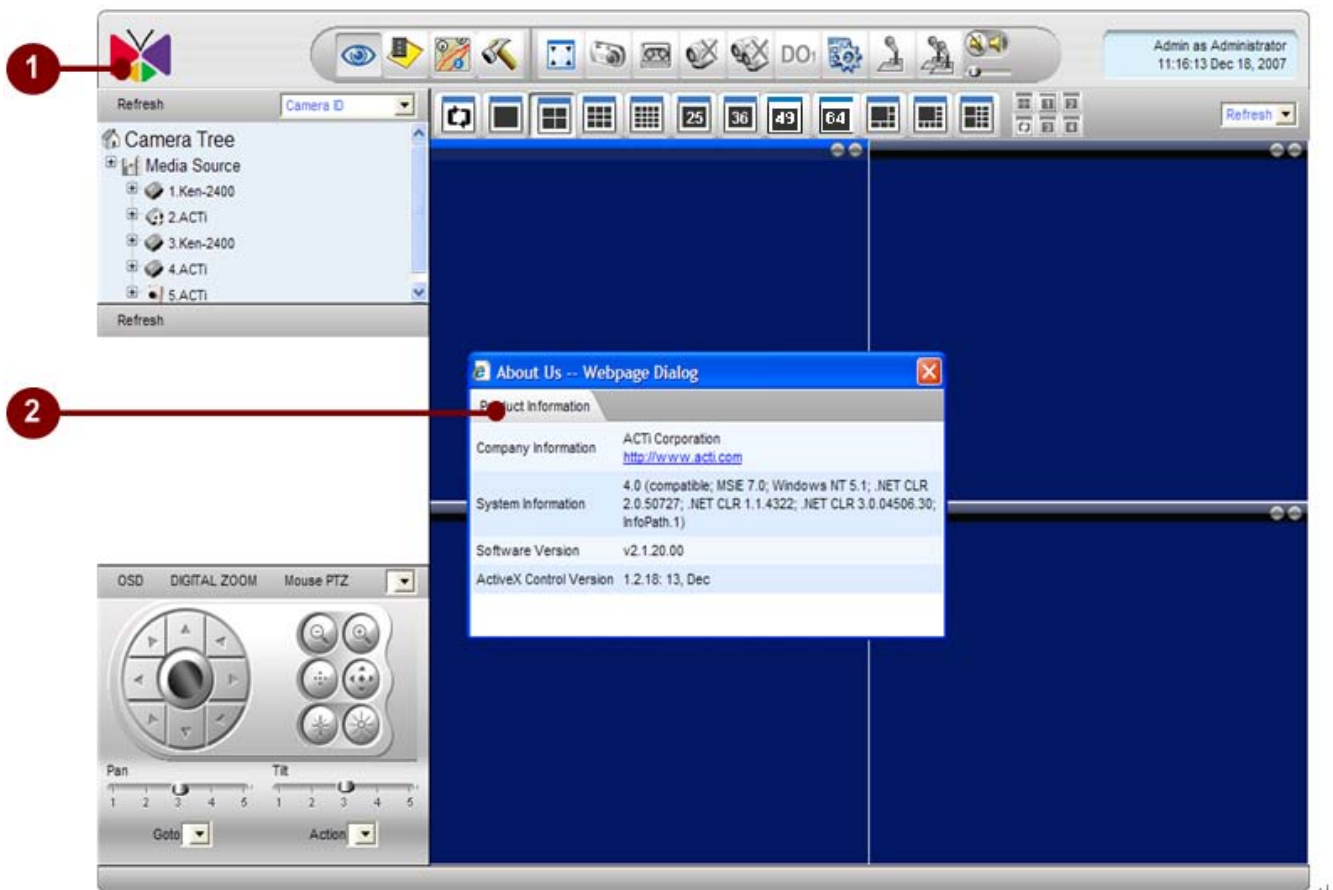 1
DO1
Admin as Administrator
11:16:13 Dec 18, 2007
Refresh
Camera ID
25
36
49
64
Refresh
Camera Tree
Media Source
1.Ken-2400
2.ACTi
3.Ken-2400
4.ACTi
5.ACTi
Refresh
2
About Us -- Webpage Dialog
Product Information
Company Information
ACTi Corporation
http://www.acti.com
System Information
4.0 (compatible; MSIE 7.0; Windows NT 5.1; .NET CLR
2.0.50727; .NET CLR 1.1.4322; .NET CLR 3.0.04506.30;
InfoPath.1)
Software Version
v2.1.20.00
ActiveX Control Version
1.2.18: 13, Dec
OSD
DIGITAL ZOOM
Mouse PTZ
Pan
Tilt
1 2 3 4 5
1 2 3 4 5
Goto
Action